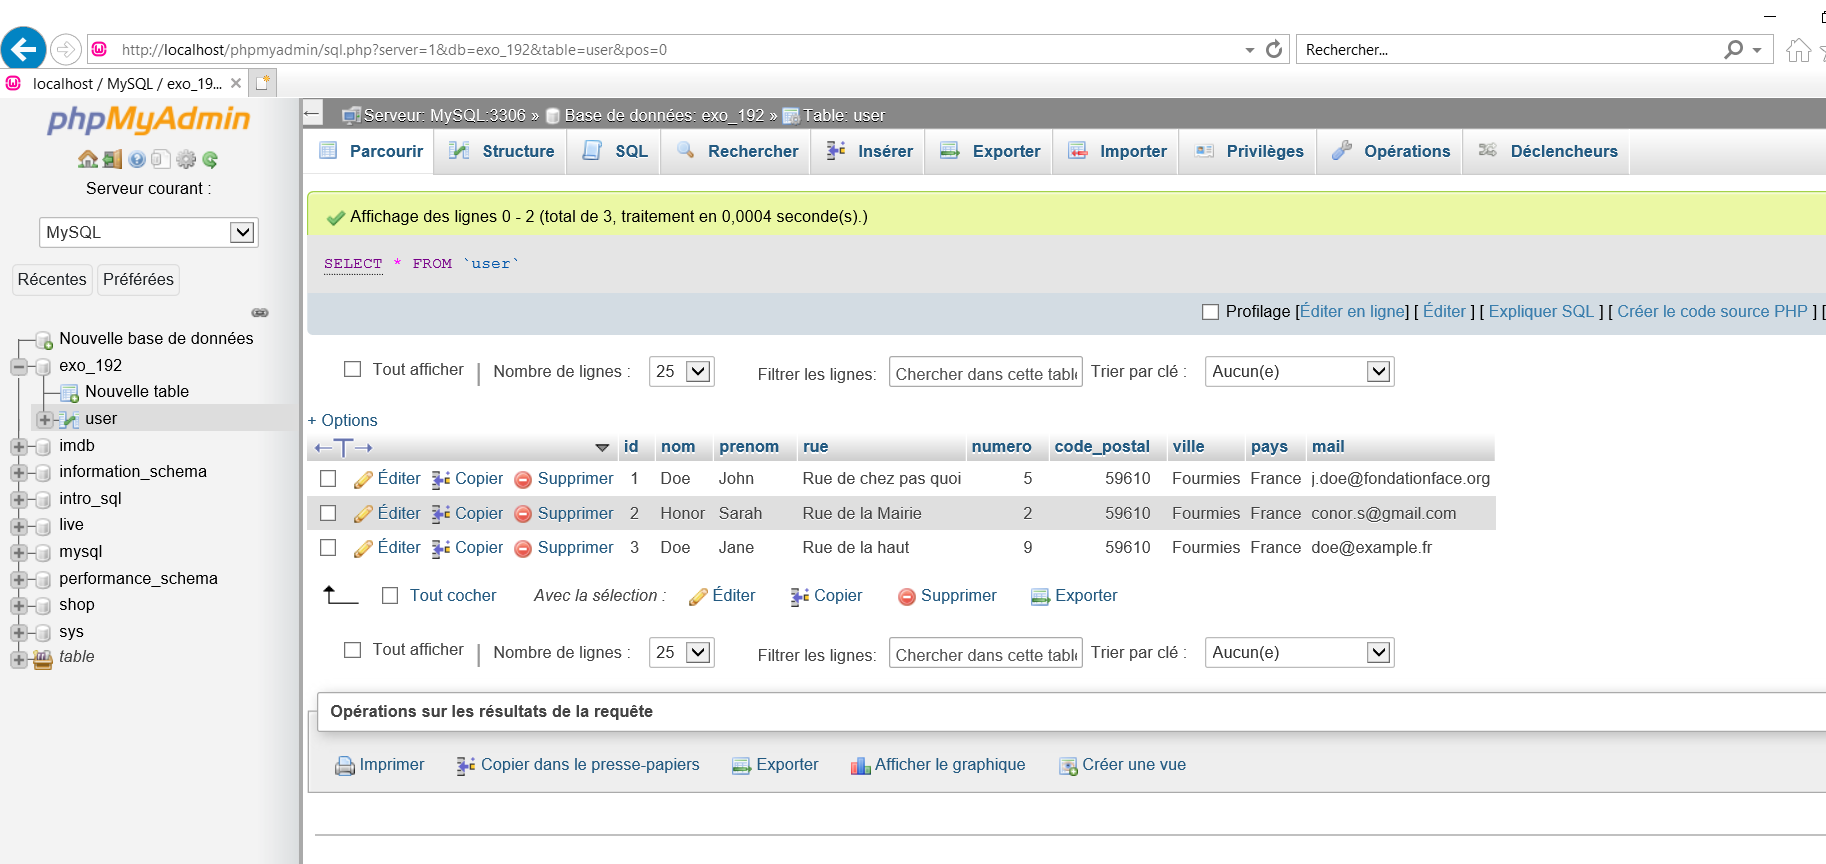 http://localhost/phpmyadmin/sql.php?server=1&db=exo_192&table=user&pos=0
Rechercher...
localhost / MySQL / exo_19...
phpMyAdmin
Serveur courant :
MySQL
Récentes Préférées
Nouvelle base de données
exo_192
Nouvelle table
user
imdb
information_schema
intro_sql
live
mysql
performance_schema
shop
sys
table
Serveur: MySQL:3306 » Base de données: exo_192 » Table: user
Parcourir Structure SQL Rechercher Insérer Exporter Importer Privilèges Opérations Déclencheurs
Affichage des lignes 0 - 2 (total de 3, traitement en 0,0004 seconde(s).)
SELECT * FROM `user`
Profilage [Éditer en ligne] [ Éditer ] [ Expliquer SQL ] [ Créer le code source PHP ] [
Tout afficher | Nombre de lignes : 25 Filtrer les lignes: Chercher dans cette table Trier par clé : Aucun(e)
+ Options
←T→ id nom prenom rue numero code_postal ville pays mail
Éditer Copier Supprimer 1 Doe John Rue de chez pas quoi 5 59610 Fourmies France j.doe@fondationface.org
Éditer Copier Supprimer 2 Honor Sarah Rue de la Mairie 2 59610 Fourmies France conor.s@gmail.com
Éditer Copier Supprimer 3 Doe Jane Rue de la haut 9 59610 Fourmies France doe@example.fr
Tout cocher Avec la sélection : Éditer Copier Supprimer Exporter
Tout afficher | Nombre de lignes : 25 Filtrer les lignes: Chercher dans cette table Trier par clé : Aucun(e)
Opérations sur les résultats de la requête
Imprimer Copier dans le presse-papiers Exporter Afficher le graphique Créer une vue